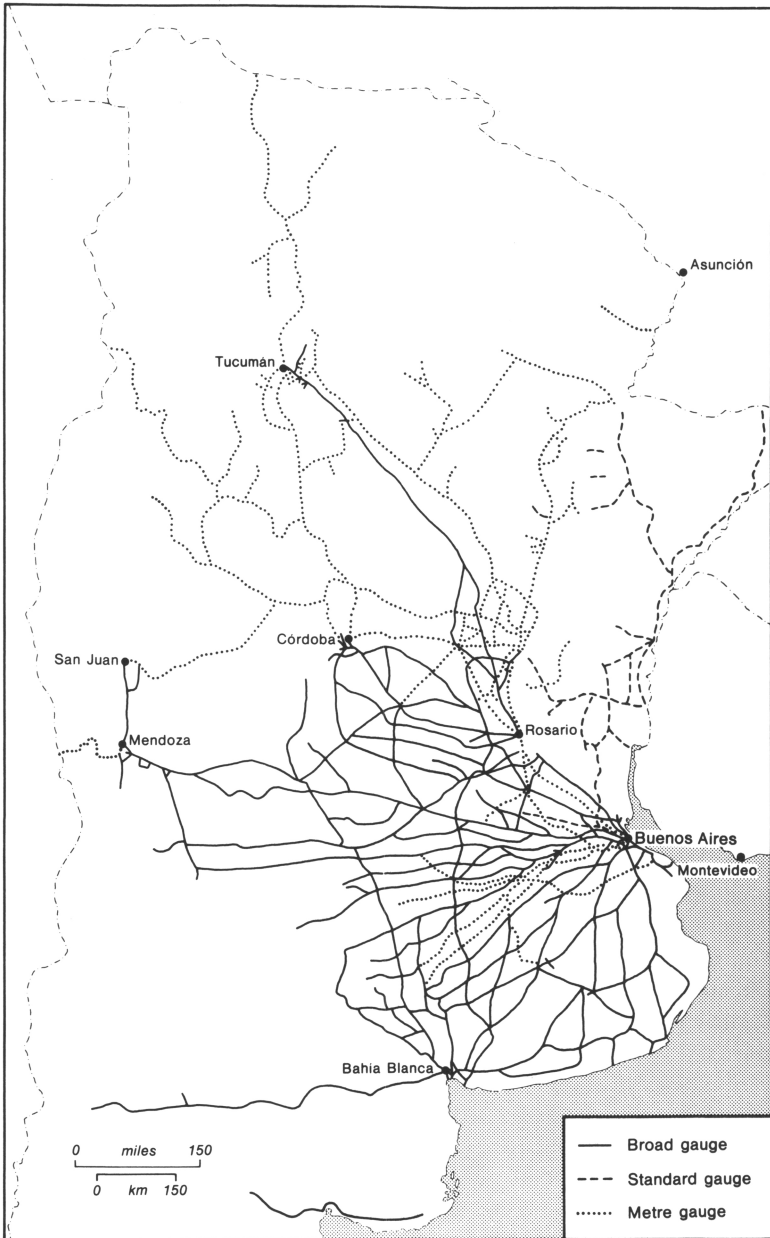 Asunción
Tucumán
Córdoba
San Juan
Rosario
Mendoza
Buenos Aires
Montevideo
Bahía Blanca
0 miles 150
0 km 150
Broad gauge
Standard gauge
Metre gauge